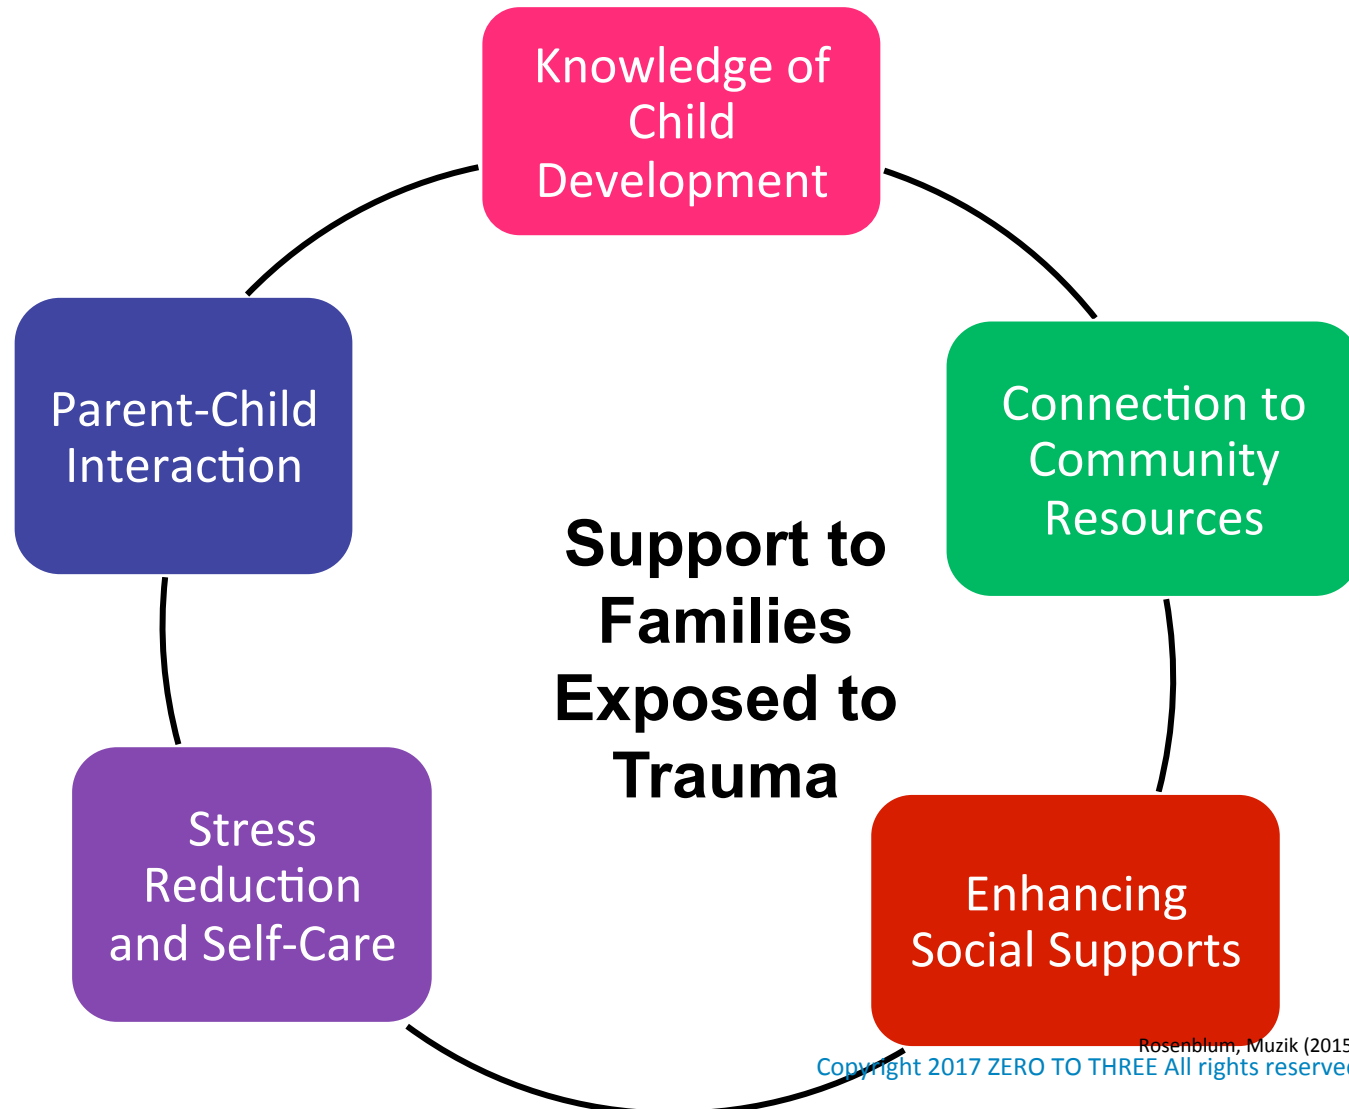 Knowledge of
Child
Development
Parent-Child
Interaction
Connection to
Community
Resources
Support to
Families
Exposed to
Trauma
Stress
Reduction
and Self-Care
Enhancing
Social Supports
Rosenblum, Muzik (2015
Copyright 2017 ZERO TO THREE All rights reserved